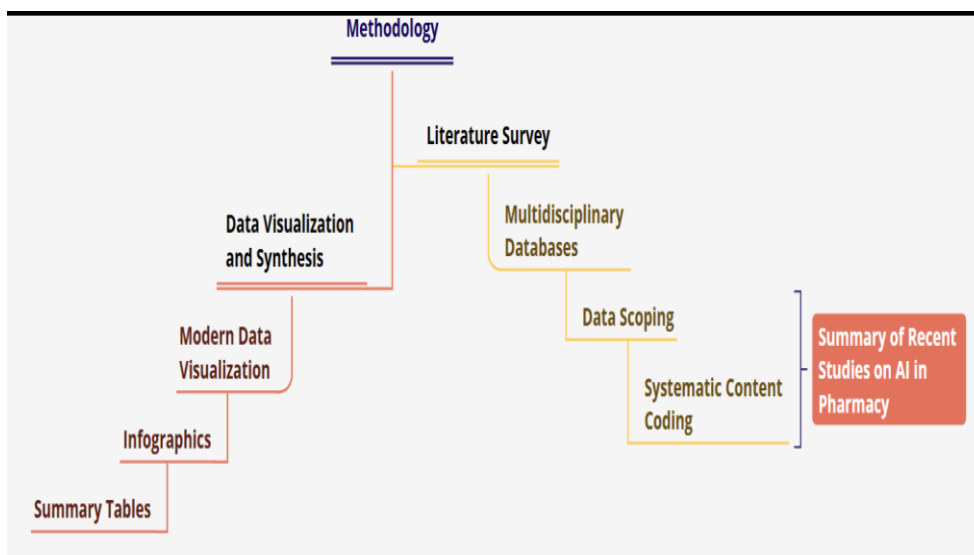 Methodology
Literature Survey
Multidisciplinary
Databases
Data Scoping
Systematic Content
Coding
Summary of Recent
Studies on AI in
Pharmacy
Data Visualization
and Synthesis
Modern Data
Visualization
Infographics
Summary Tables